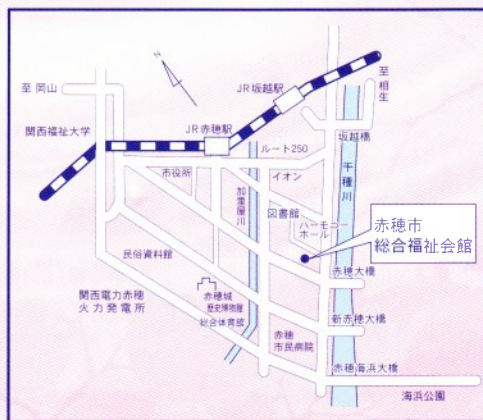 N
JR坂越駅
至 岡山
至 相生
関西福祉大学
JR赤穂駅
坂越橋
ルート250
市役所
イオン
千種川
加里屋川
図書館
ハーモニー
ホール
赤穂市
総合福祉会館
民俗資料館
赤穂大橋
関西電力赤穂
火力発電所
赤穂城
歴史博物館
総合体育館
新赤穂大橋
赤穂
市民病院
赤穂海浜大橋
海浜公園